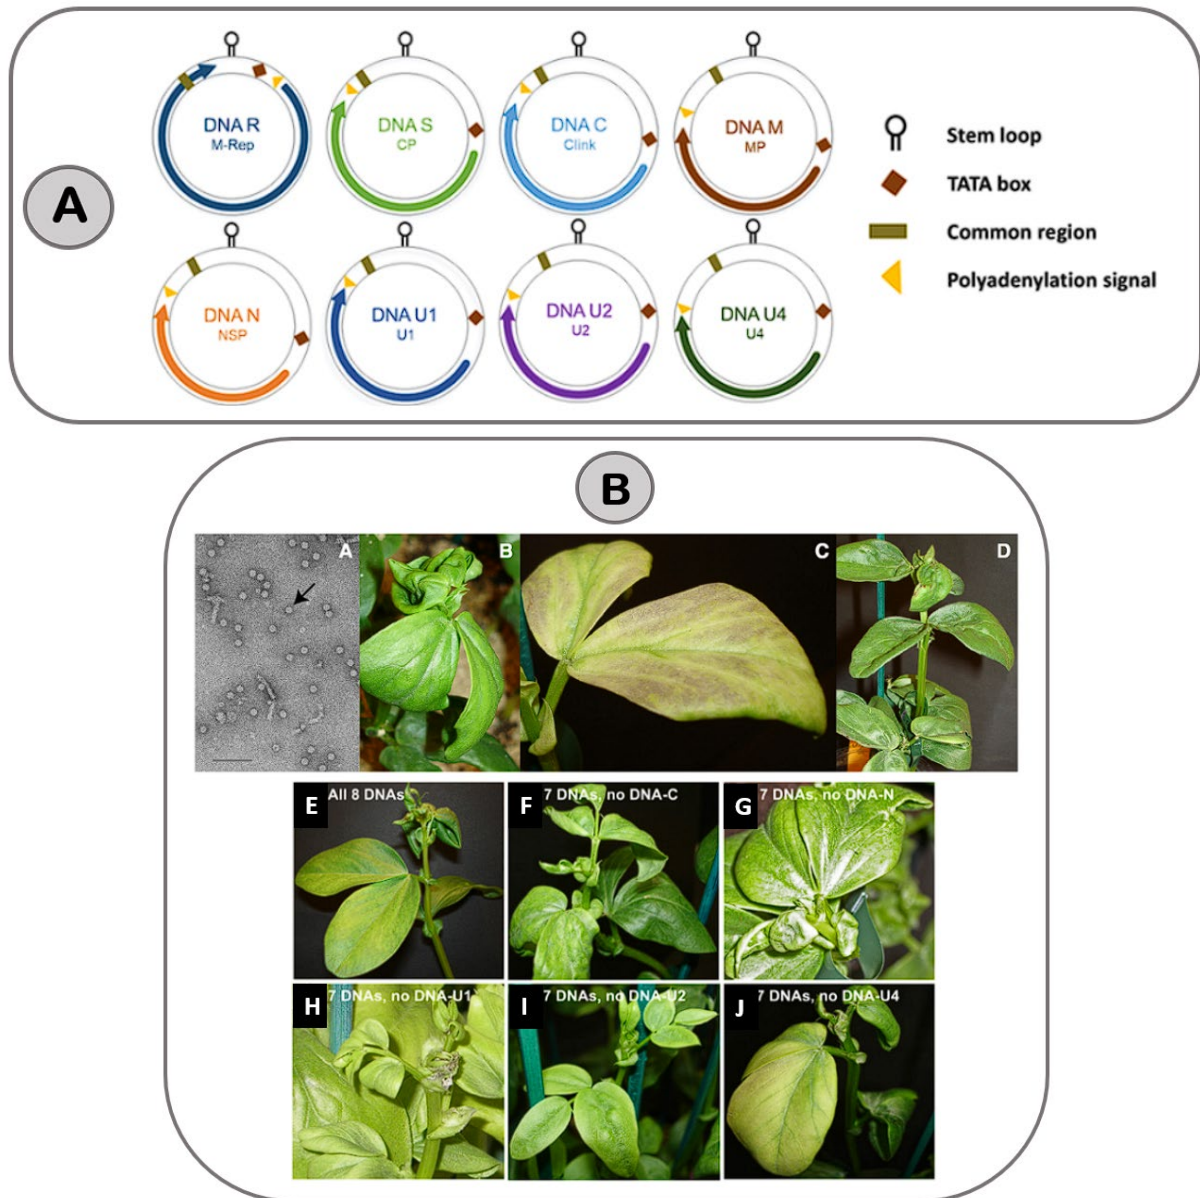 A
DNA R
M-Rep
DNA S
CP
DNA C
Clink
DNA M
MP
DNA N
NSP
DNA U1
U1
DNA U2
U2
DNA U4
U4
Stem loop
TATA box
Common region
Polyadenylation signal
B
A
B
C
D
E
All 8 DNAs
F
7 DNAs, no DNA-C
G
7 DNAs, no DNA-N
H
7 DNAs, no DNA-U1
I
7 DNAs, no DNA-U2
J
7 DNAs, no DNA-U4